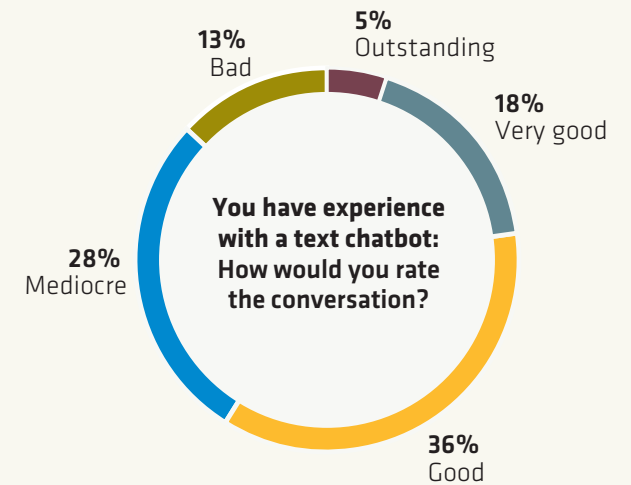 5%
Outstanding
18%
Very good
36%
Good
28%
Mediocre
13%
Bad
You have experience
with a text chatbot:
How would you rate
the conversation?